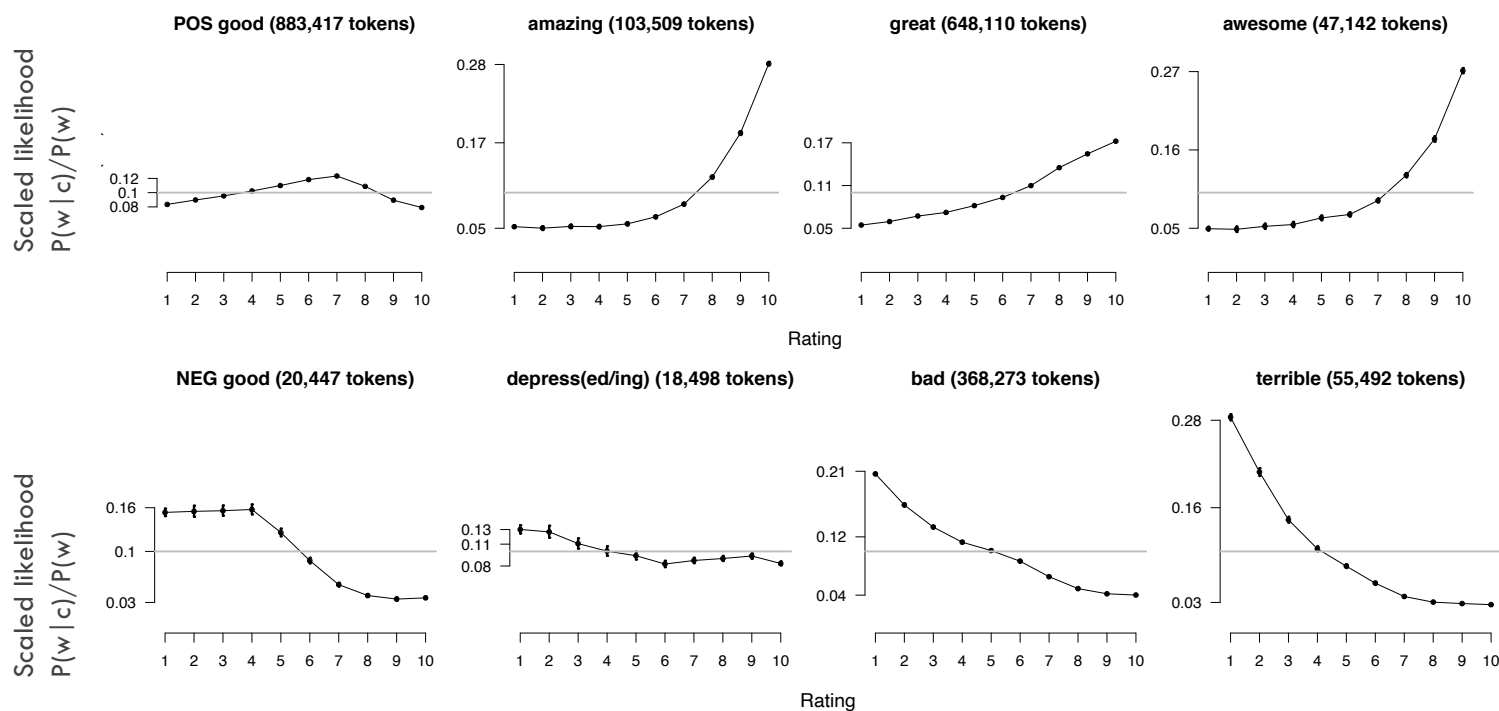 POS good (883,417 tokens)
amazing (103,509 tokens)
great (648,110 tokens)
awesome (47,142 tokens)
Scaled likelihood
P(w|c)/P(w)
0.12
0.1
0.08
0.28
0.17
0.05
0.17
0.11
0.05
0.27
0.16
0.05
1 2 3 4 5 6 7 8 9 10
1 2 3 4 5 6 7 8 9 10
1 2 3 4 5 6 7 8 9 10
1 2 3 4 5 6 7 8 9 10
Rating
NEG good (20,447 tokens)
depress(ed/ing) (18,498 tokens)
bad (368,273 tokens)
terrible (55,492 tokens)
Scaled likelihood
P(w|c)/P(w)
0.16
0.1
0.03
0.13
0.11
0.08
0.21
0.12
0.04
0.28
0.16
0.03
1 2 3 4 5 6 7 8 9 10
1 2 3 4 5 6 7 8 9 10
1 2 3 4 5 6 7 8 9 10
1 2 3 4 5 6 7 8 9 10
Rating